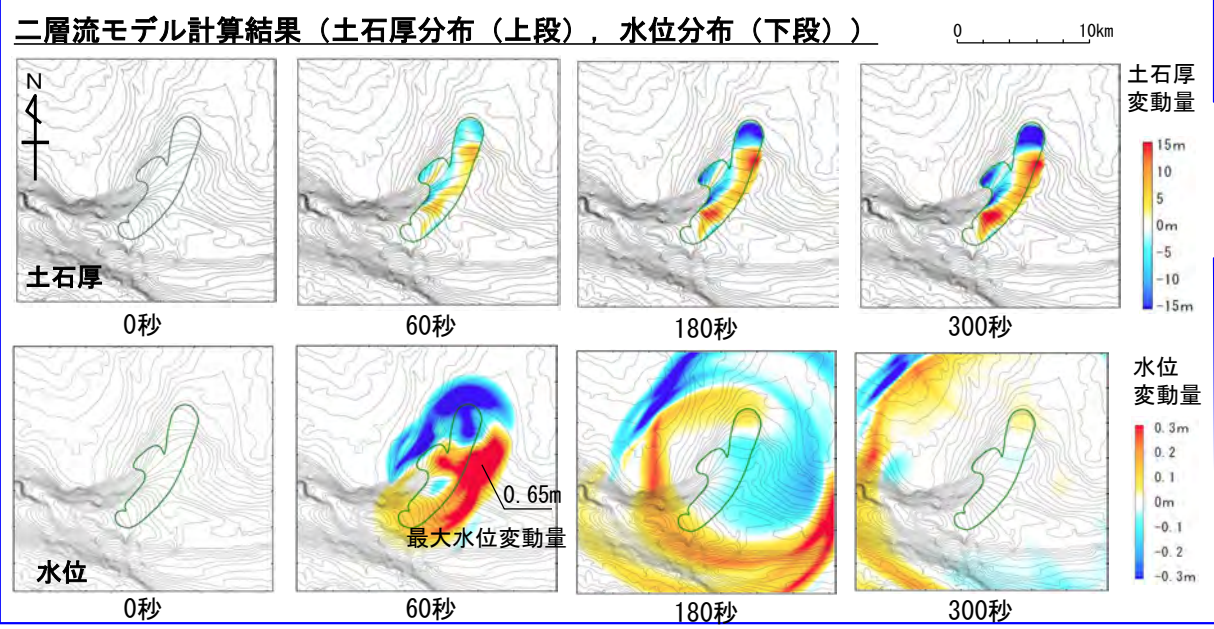 二層流モデル計算結果（土石厚分布（上段），水位分布（下段））
0 10km
N
土石厚
土石厚
変動量
15m
10
5
0m
-5
-10
-15m
0秒 60秒 180秒 300秒
0.65m
最大水位変動量
水位
水位
変動量
0.3m
0.2
0.1
0m
-0.1
-0.2
-0.3m
0秒 60秒 180秒 300秒